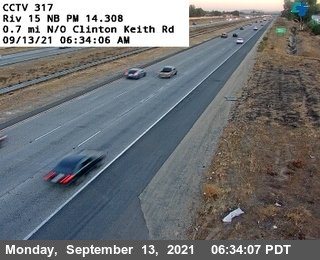 CCTV 317
Riv 15 NB PM 14.308
0.7 mi N/O Clinton Keith Rd
09/13/21 06:34:06 AM
Monday, September 13, 2021 06:34:07 PDT